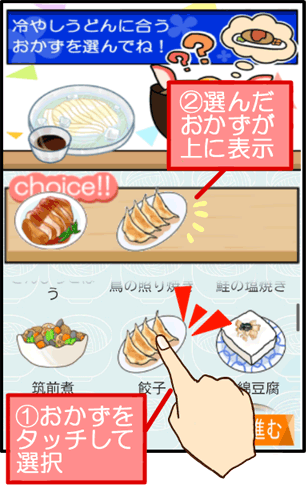 冷やしうどんに合う
おかずを選んでね!
②選んだ
おかずが
上に表示
choice!!
う
鳥の照り焼き
鮭の塩焼き
筑前煮
餃子
綿豆腐
①おかずを
タッチして
選択
進む